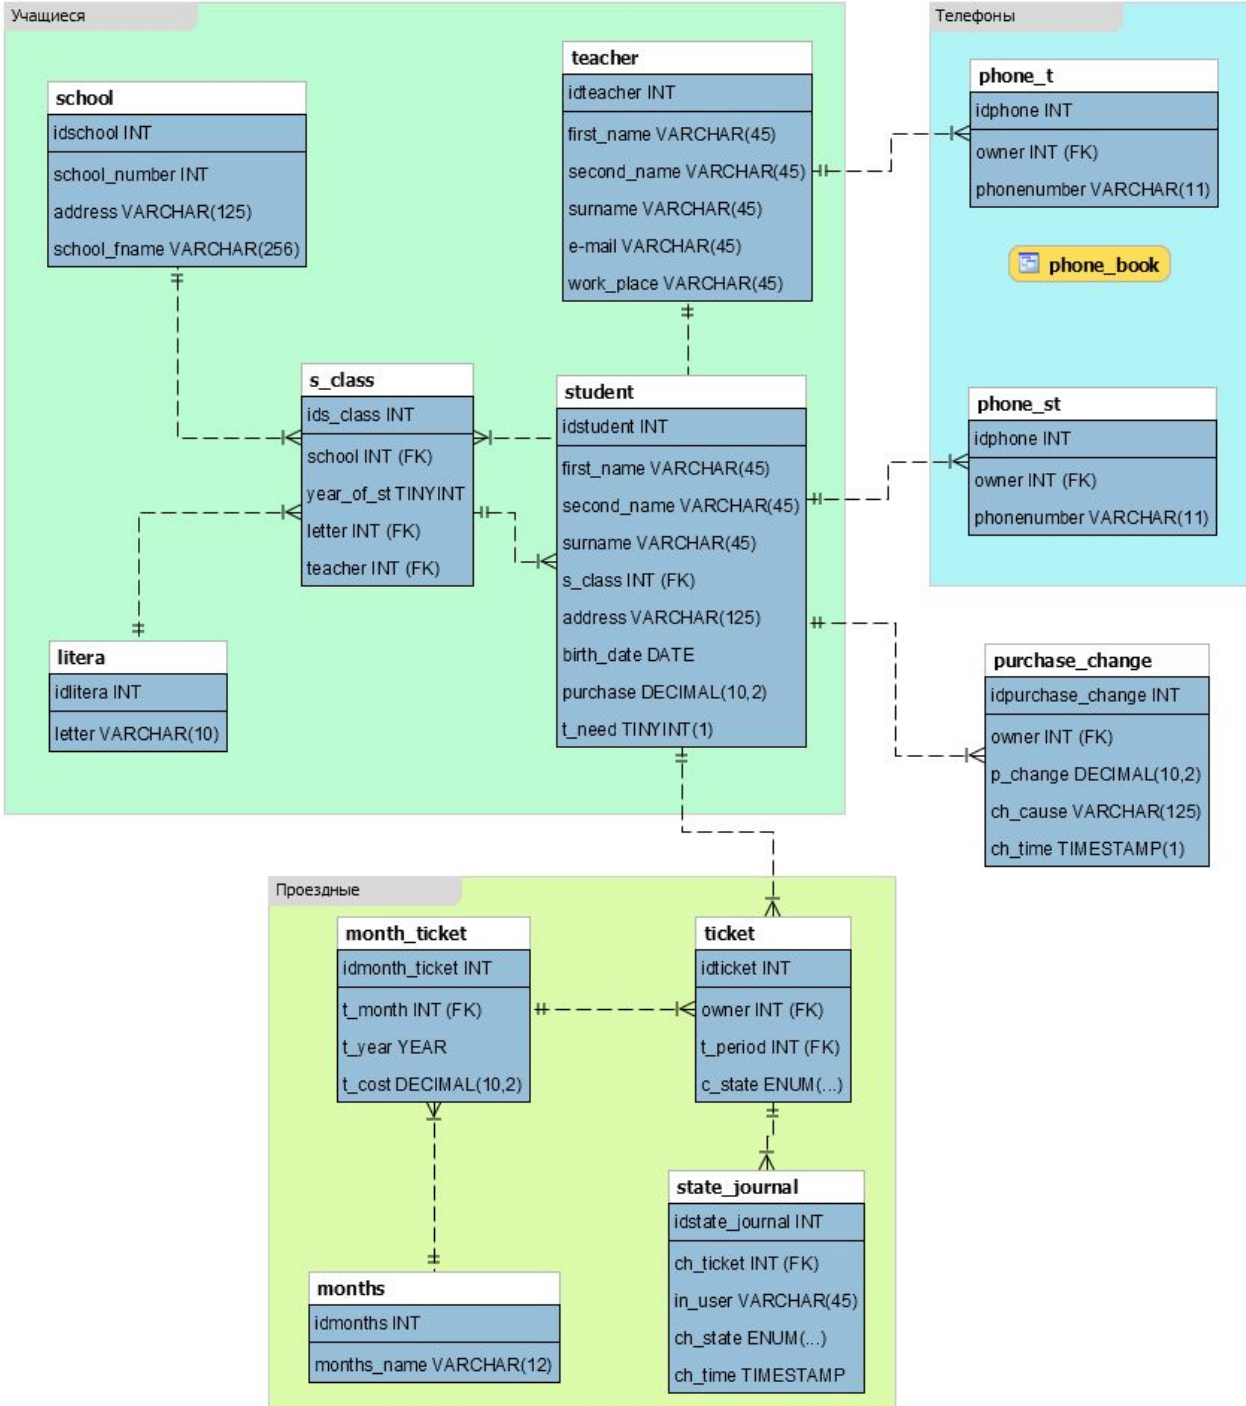 Учащиеся
school
idschool INT
school_number INT
address VARCHAR(125)
school_fname VARCHAR(256)
teacher
idteacher INT
first_name VARCHAR(45)
second_name VARCHAR(45)
surname VARCHAR(45)
e-mail VARCHAR(45)
work_place VARCHAR(45)
s_class
ids_class INT
school INT (FK)
year_of_st TINYINT
letter INT (FK)
teacher INT (FK)
student
idstudent INT
first_name VARCHAR(45)
second_name VARCHAR(45)
surname VARCHAR(45)
s_class INT (FK)
address VARCHAR(125)
birth_date DATE
purchase DECIMAL(10,2)
t_need TINYINT(1)
litera
idlitera INT
letter VARCHAR(10)
Телефоны
phone_t
idphone INT
owner INT (FK)
phonenumber VARCHAR(11)
phone_book
phone_st
idphone INT
owner INT (FK)
phonenumber VARCHAR(11)
purchase_change
idpurchase_change INT
owner INT (FK)
p_change DECIMAL(10,2)
ch_cause VARCHAR(125)
ch_time TIMESTAMP(1)
Проездные
month_ticket
idmonth_ticket INT
t_month INT (FK)
t_year YEAR
t_cost DECIMAL(10,2)
ticket
idticket INT
owner INT (FK)
t_period INT (FK)
c_state ENUM(...)
state_journal
idstate_journal INT
ch_ticket INT (FK)
in_user VARCHAR(45)
ch_state ENUM(...)
ch_time TIMESTAMP
months
idmonths INT
months_name VARCHAR(12)